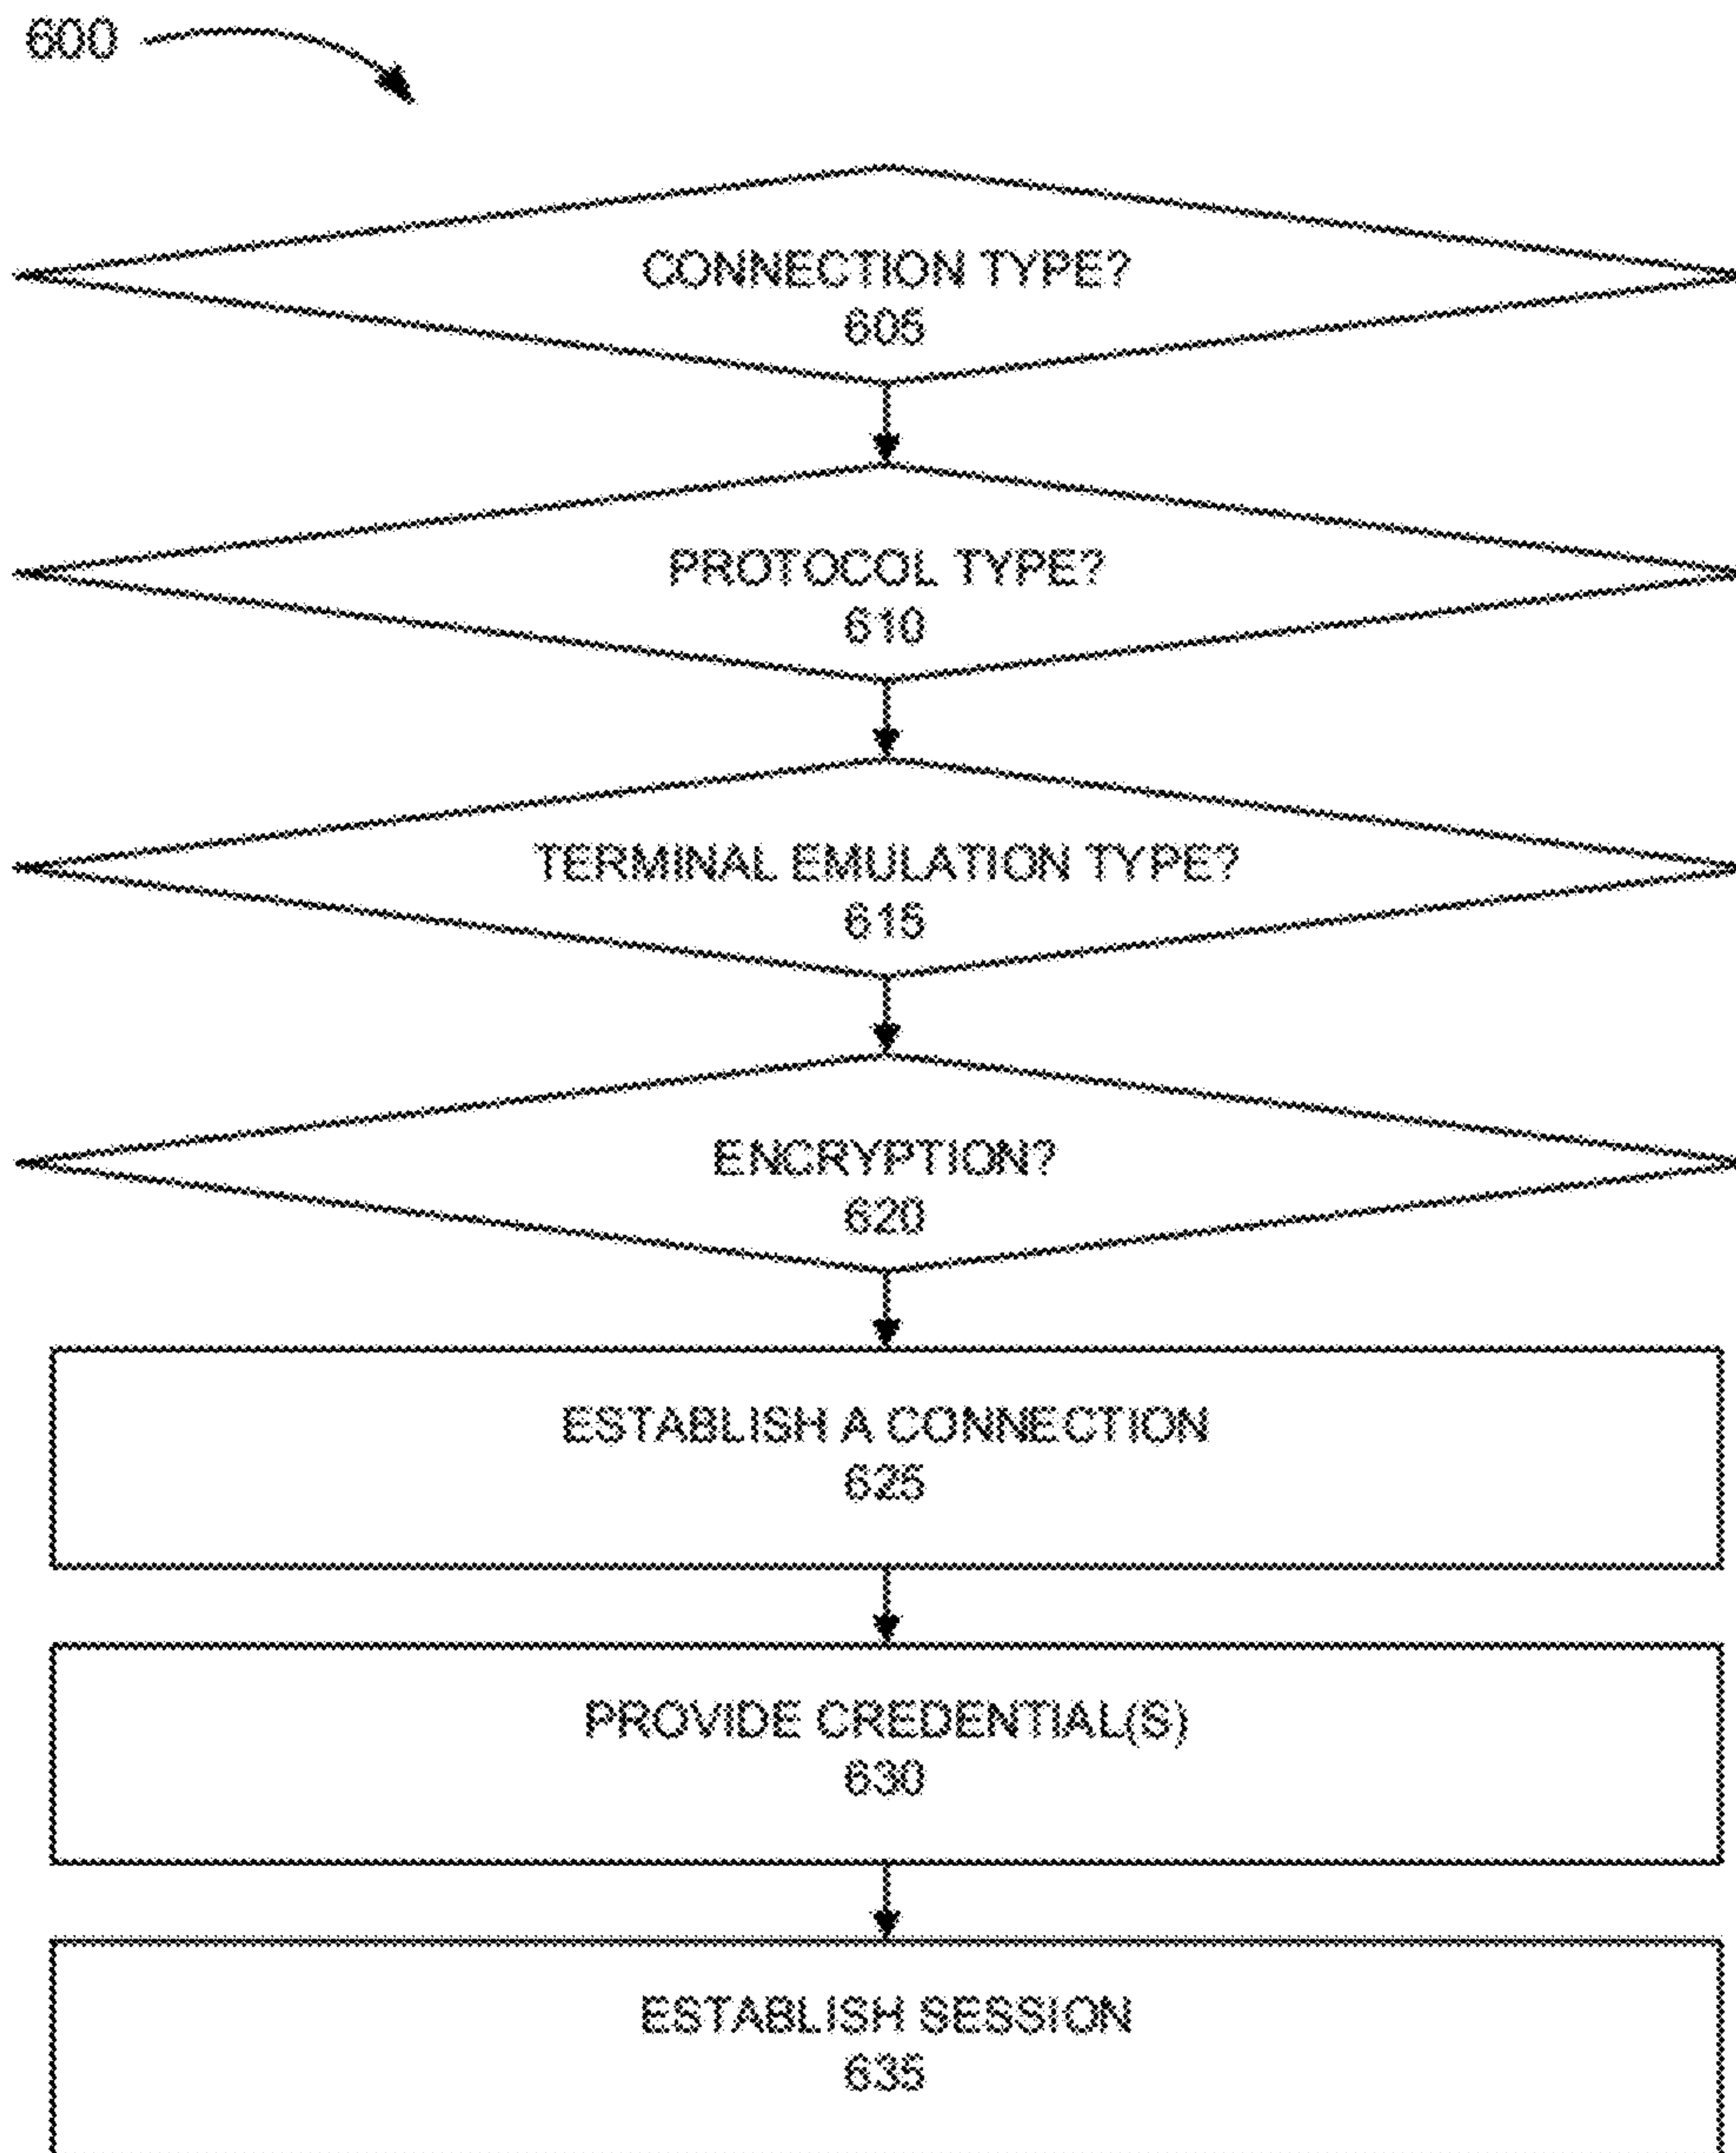 600
CONNECTION TYPE?
605
PROTOCOL TYPE?
610
TERMINAL EMULATION TYPE?
615
ENCRYPTION?
620
ESTABLISH A CONNECTION
625
PROVIDE CREDENTIAL(S)
630
ESTABLISH SESSION
635